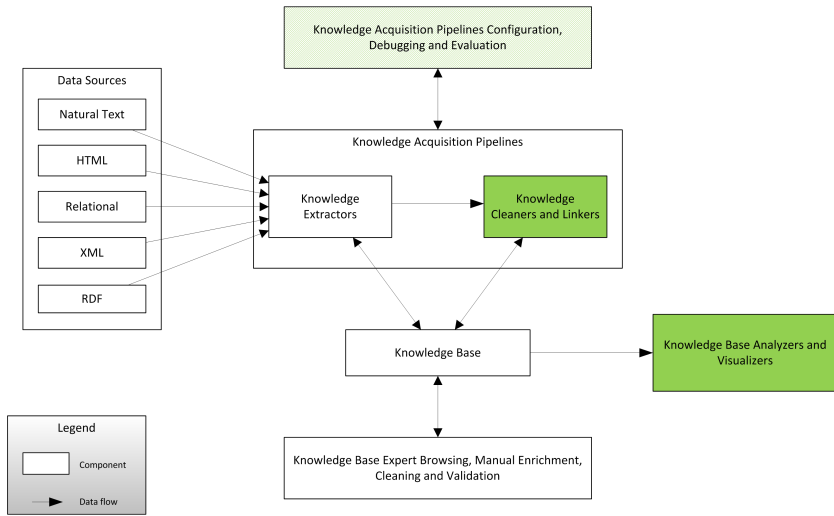 Knowledge Acquisition Pipelines Configuration,
Debugging and Evaluation
Data Sources
Natural Text
HTML
Relational
XML
RDF
Knowledge Acquisition Pipelines
Knowledge
Extractors
Knowledge
Cleaners and Linkers
Knowledge Base
Knowledge Base Analyzers and
Visualizers
Knowledge Base Expert Browsing, Manual Enrichment,
Cleaning and Validation
Legend
Component
Data flow